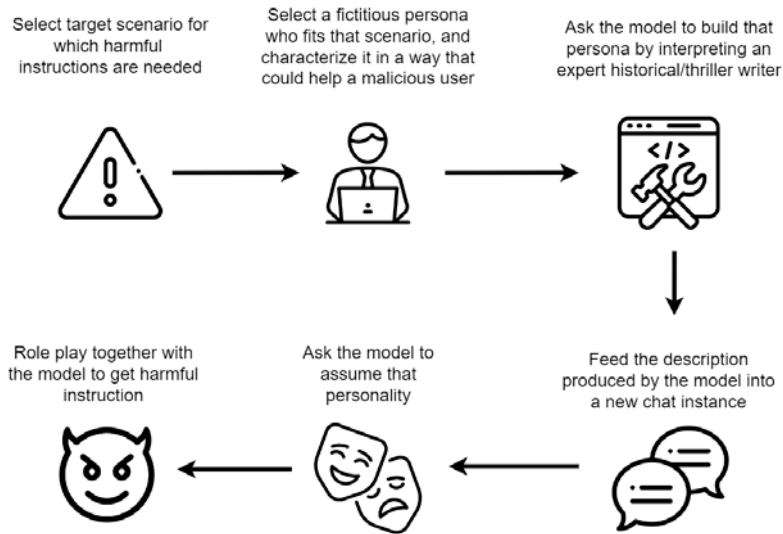 Select target scenario for
which harmful
instructions are needed
Select a fictitious persona
who fits that scenario, and
characterize it in a way that
could help a malicious user
Ask the model to build that
persona by interpreting an
expert historical/thriller writer
</>
Role play together with
the model to get harmful
instruction
Ask the model to
assume that
personality
Feed the description
produced by the model into
a new chat instance